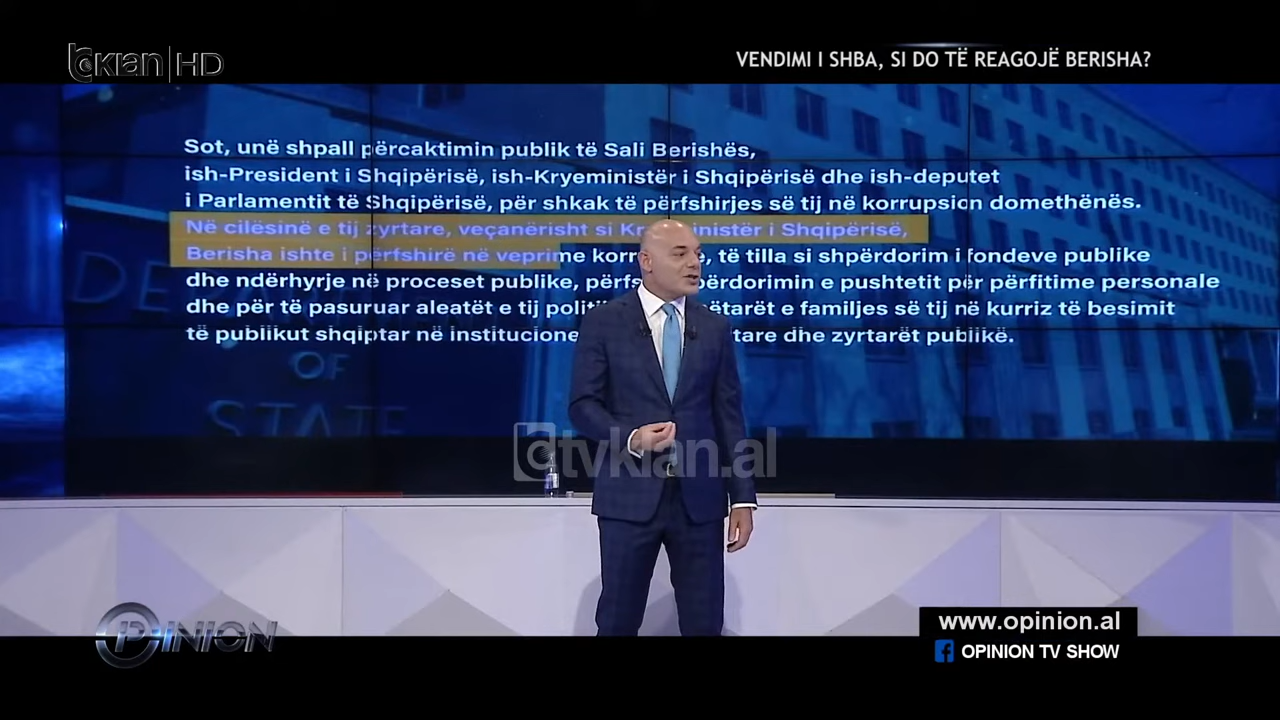 klan HD
VENDIMI I SHBA, SI DO TË REAGOJË BERISHA?
Sot, unë shpall përcaktimin publik të Sali Berishës,
ish-President i Shqipërisë, ish-Kryeministër i Shqipërisë dhe ish-deputet
i Parlamentit të Shqipërisë, për shkak të përfshirjes së tij në korrupsion domethënës.
Në cilësinë e tij zyrtare, veçanërisht si Kr ministër i Shqipërisë,
Berisha ishte i përfshirë në veprime korr e, të tilla si shpërdorim i fondeve publike
dhe ndërhyrje në proceset publike, përfs përdorimin e pushtetit për përfitime personale
dhe për të pasuruar aleatët e tij politi ëtarët e familjes së tij në kurriz të besimit
të publikut shqiptar në institucione tare dhe zyrtarët publikë.
OF
STATE
tvklan.al
OPINION
www.opinion.al
OPINION TV SHOW